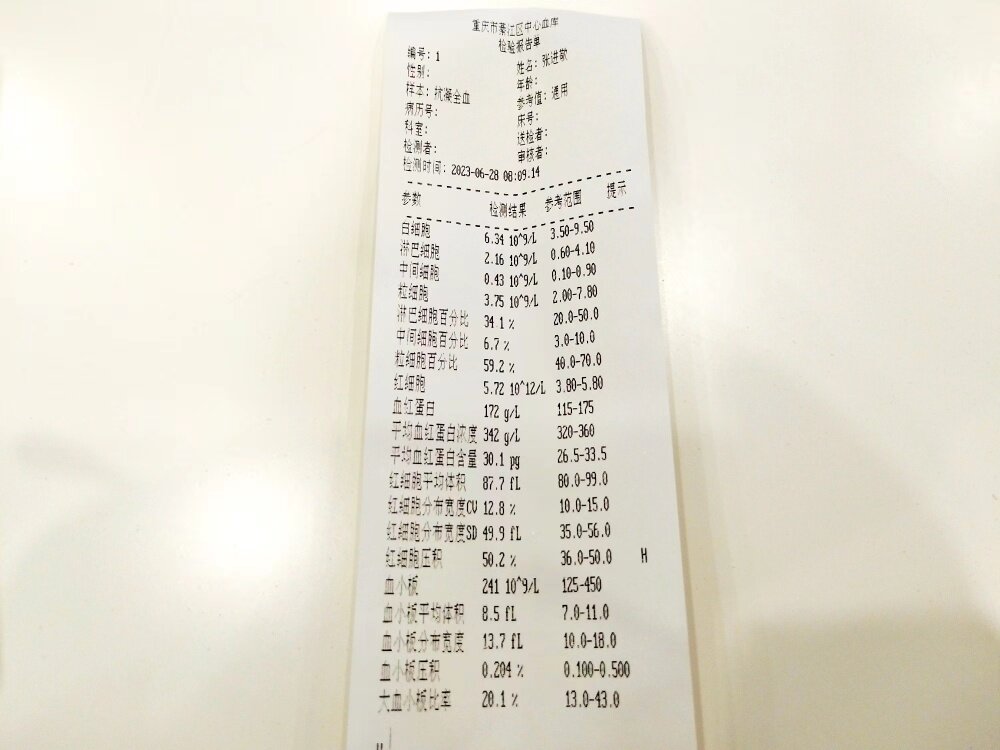 重庆市綦江区中心血库
检验报告单
编号: 1 姓名: 张进敬
性别: 年龄:
样本: 抗凝全血 参考值: 通用
病历号: 床号:
科室: 送检者:
检测者: 审核者:
检测时间: 2023-06-28 08:09.14
参数 检测结果 参考范围 提示
白细胞 6.34 10^9/L 3.50-9.50
淋巴细胞 2.16 10^9/L 0.60-4.10
中间细胞 0.43 10^9/L 0.10-0.90
粒细胞 3.75 10^9/L 2.00-7.80
淋巴细胞百分比 34.1 % 20.0-50.0
中间细胞百分比 6.7 % 3.0-10.0
粒细胞百分比 59.2 % 40.0-70.0
红细胞 5.72 10^12/L 3.80-5.80
血红蛋白 172 g/L 115-175
平均血红蛋白浓度 342 g/L 320-360
平均血红蛋白含量 30.1 pg 26.5-33.5
红细胞平均体积 87.7 fL 80.0-99.0
红细胞分布宽度CV 12.8 % 10.0-15.0
红细胞分布宽度SD 49.9 fL 35.0-56.0
红细胞压积 50.2 % 36.0-50.0 H
血小板 241 10^9/L 125-450
血小板平均体积 8.5 fL 7.0-11.0
血小板分布宽度 13.7 fL 10.0-18.0
血小板压积 0.204 % 0.100-0.500
大血小板比率 20.1 % 13.0-43.0